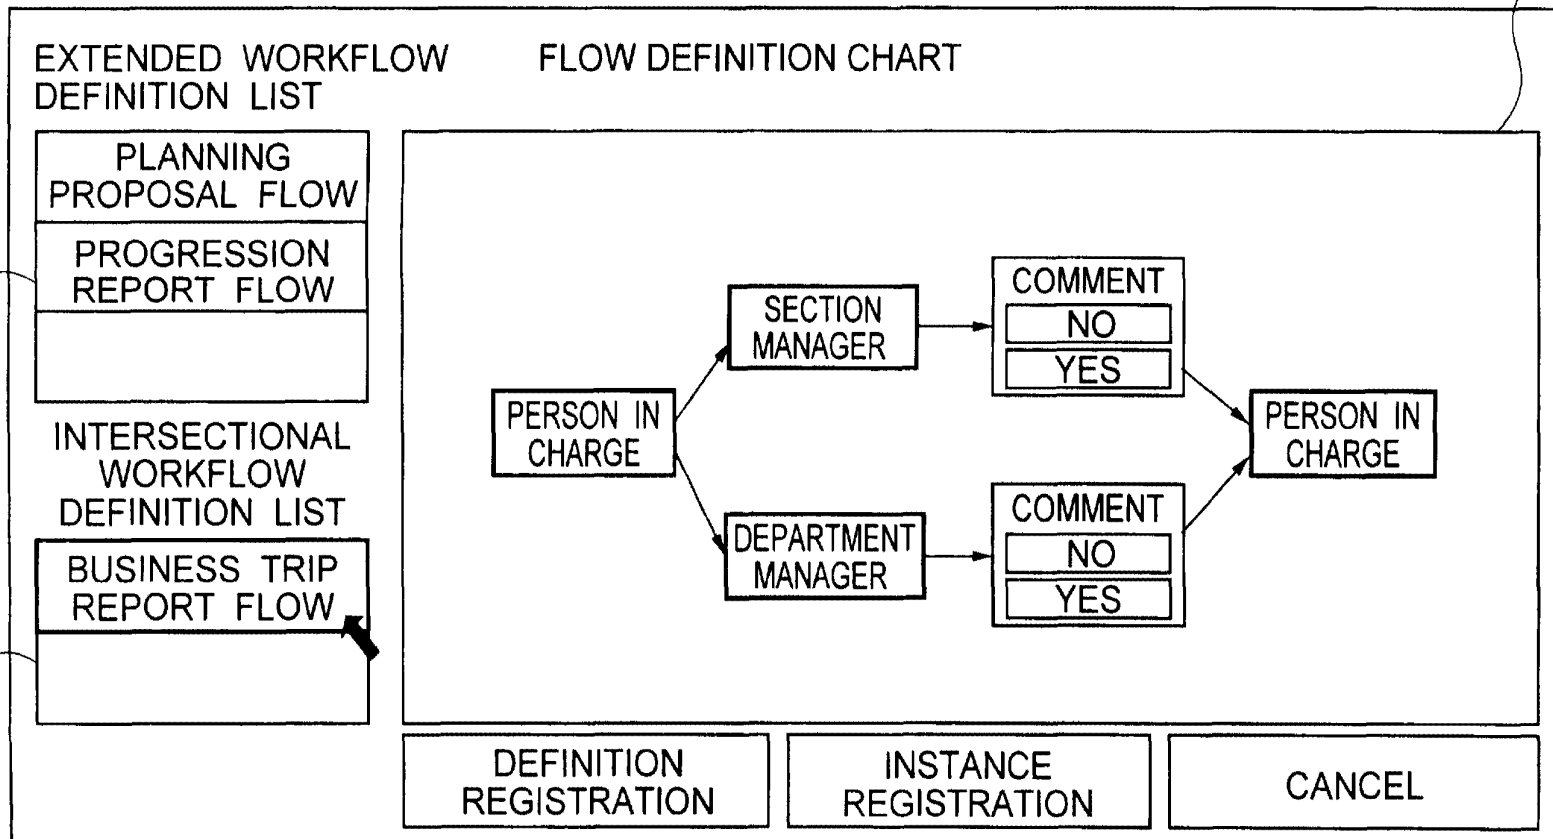 EXTENDED WORKFLOW
DEFINITION LIST
FLOW DEFINITION CHART
PLANNING
PROPOSAL FLOW
PROGRESSION
REPORT FLOW
INTERSECTIONAL
WORKFLOW
DEFINITION LIST
BUSINESS TRIP
REPORT FLOW
PERSON IN
CHARGE
SECTION
MANAGER
COMMENT
NO
YES
DEPARTMENT
MANAGER
COMMENT
NO
YES
PERSON IN
CHARGE
DEFINITION
REGISTRATION
INSTANCE
REGISTRATION
CANCEL